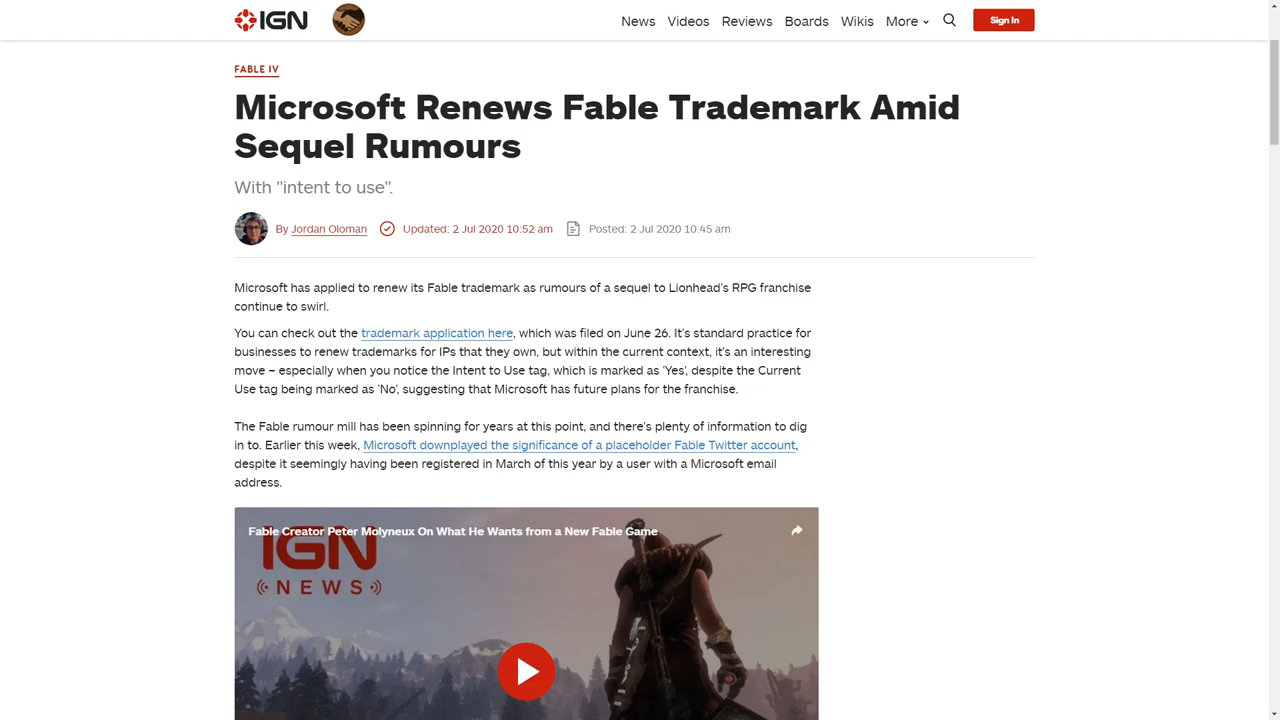 IGN
News Videos Reviews Boards Wikis More Sign In
FABLE IV
Microsoft Renews Fable Trademark Amid
Sequel Rumours
With "intent to use".
By Jordan Oloman Updated: 2 Jul 2020 10:52 am Posted: 2 Jul 2020 10:45 am
Microsoft has applied to renew its Fable trademark as rumours of a sequel to Lionhead's RPG franchise
continue to swirl.
You can check out the trademark application here, which was filed on June 26. It's standard practice for
businesses to renew trademarks for IPs that they own, but within the current context, it's an interesting
move – especially when you notice the Intent to Use tag, which is marked as 'Yes', despite the Current
Use tag being marked as 'No', suggesting that Microsoft has future plans for the franchise.
The Fable rumour mill has been spinning for years at this point, and there's plenty of information to dig
in to. Earlier this week, Microsoft downplayed the significance of a placeholder Fable Twitter account,
despite it seemingly having been registered in March of this year by a user with a Microsoft email
address.
Fable Creator Peter Molyneux On What He Wants from a New Fable Game
IGN
NEWS